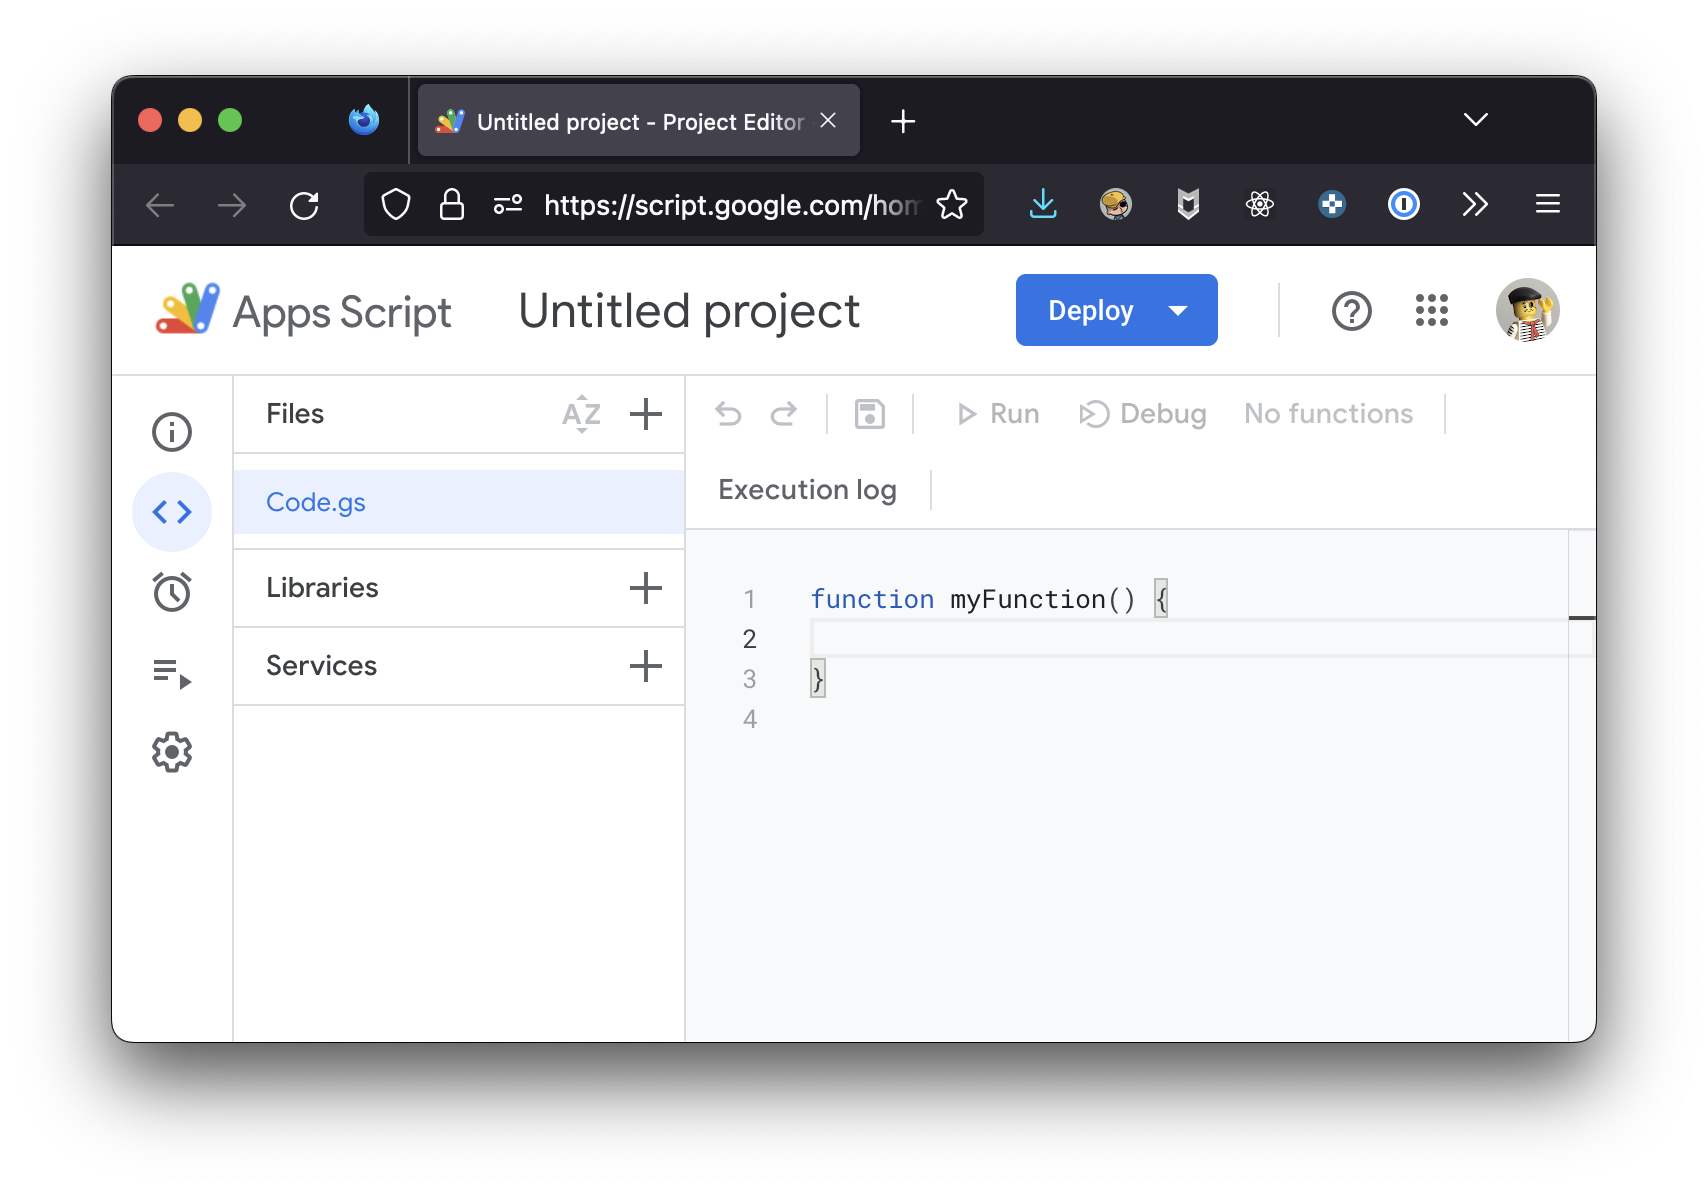 Untitled project - Project Editor
https://script.google.com/hom
Apps Script
Untitled project
Deploy
Files
AZ
Run
Debug
No functions
Code.gs
Execution log
Libraries
Services
1 function myFunction() {
2
3 }
4